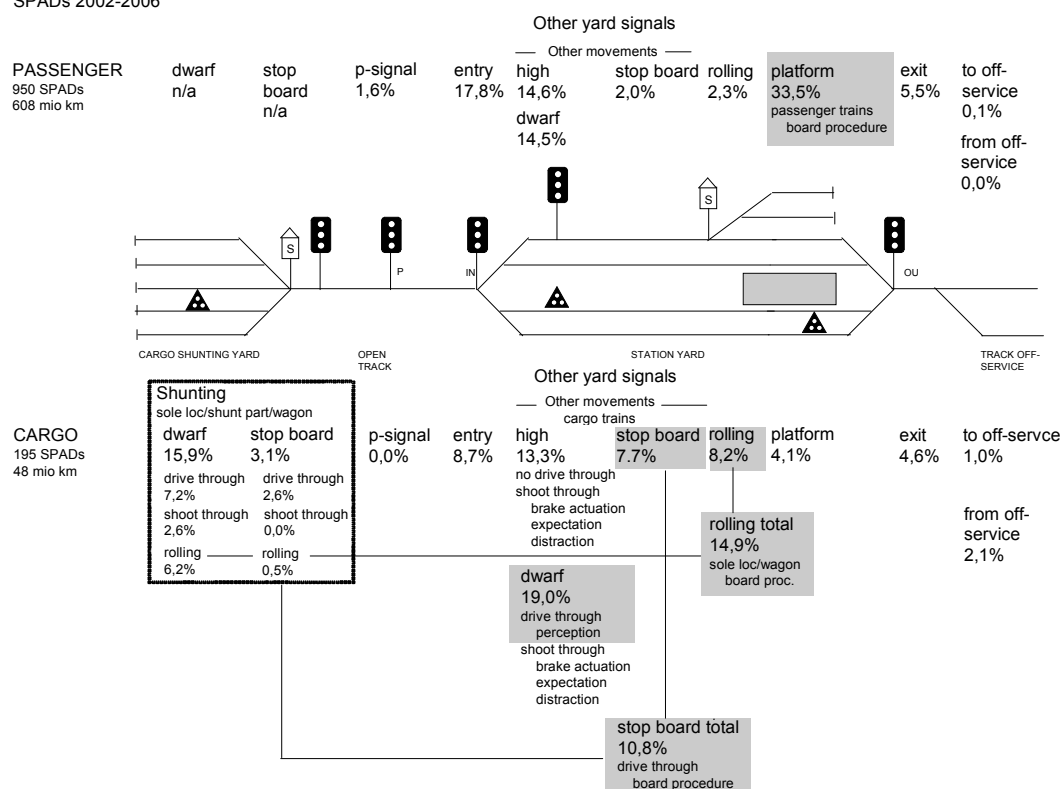 SPADs 2002-2006
Other yard signals
Other movements
PASSENGER
950 SPADs
608 mio km
dwarf
n/a
stop
board
n/a
p-signal
1,6%
entry
17,8%
high
14,6%
dwarf
14,5%
stop board
2,0%
rolling
2,3%
platform
33,5%
passenger trains
board procedure
exit
5,5%
to off-
service
0,1%
from off-
service
0,0%
S
P
IN
S
OU
CARGO SHUNTING YARD
OPEN
TRACK
STATION YARD
TRACK OFF-
SERVICE
Other yard signals
Other movements
cargo trains
CARGO
195 SPADs
48 mio km
Shunting
sole loc/shunt part/wagon
dwarf
15,9%
drive through
7,2%
shoot through
2,6%
rolling
6,2%
stop board
3,1%
drive through
2,6%
shoot through
0,0%
rolling
0,5%
p-signal
0,0%
entry
8,7%
high
13,3%
no drive through
shoot through
brake actuation
expectation
distraction
dwarf
19,0%
drive through
perception
shoot through
brake actuation
expectation
distraction
stop board
7.7%
rolling
8,2%
rolling total
14,9%
sole loc/wagon
board proc.
stop board total
10,8%
drive through
board procedure
platform
4,1%
exit
4,6%
to off-servce
1,0%
from off-
service
2,1%